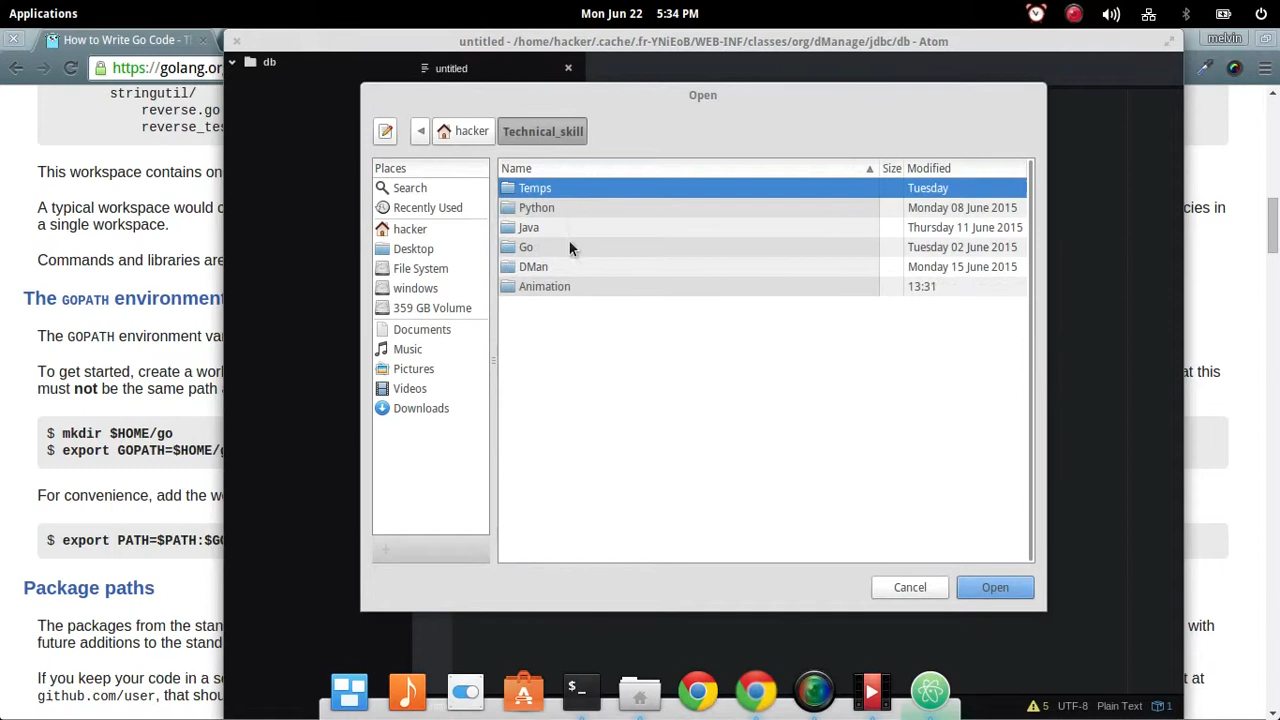 Applications
Mon Jun 22 5:34 PM
melvin
How to Write Go Code - T
https://golang.or
untitled - /home/hacker/.cache/.fr-YNiEoB/WEB-INF/classes/org/dManage/jdbc/db - Atom
db
untitled
stringutil/
reverse.go
reverse_te
This workspace contains on
A typical workspace would c
cies in
a single workspace.
Commands and libraries are
The GOPATH environment
The GOPATH environment va
To get started, create a wor
at this
must not be the same path
$ mkdir $HOME/go
$ export GOPATH=$HOME/g
For convenience, add the w
$ export PATH=$PATH:$GO
Package paths
The packages from the stan
with
future additions to the stand
If you keep your code in a s
at
github.com/user, that shou
Open
hacker
Technical_skill
Places
Search
Recently Used
hacker
Desktop
File System
windows
359 GB Volume
Documents
Music
Pictures
Videos
Downloads
Name Size Modified
Temps Tuesday
Python Monday 08 June 2015
Java Thursday 11 June 2015
Go Tuesday 02 June 2015
DMan Monday 15 June 2015
Animation 13:31
Cancel
Open
5 UTF-8 Plain Text 1